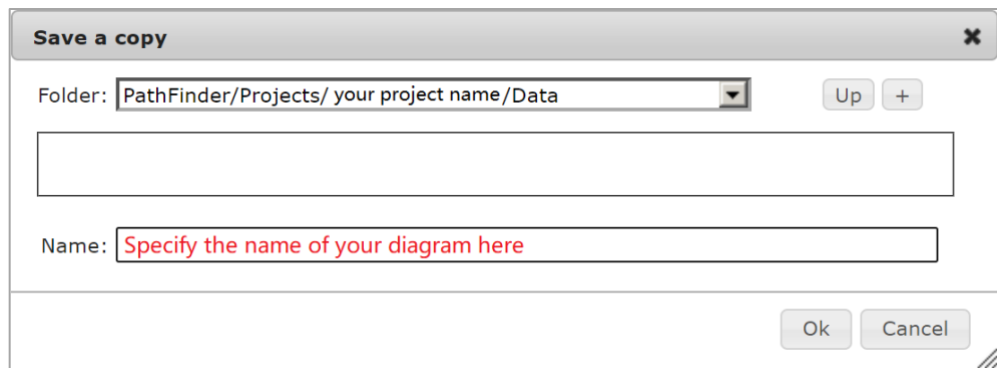 Save a copy ✖
Folder: PathFinder/Projects/ your project name/Data Up +
Name: Specify the name of your diagram here
Ok Cancel